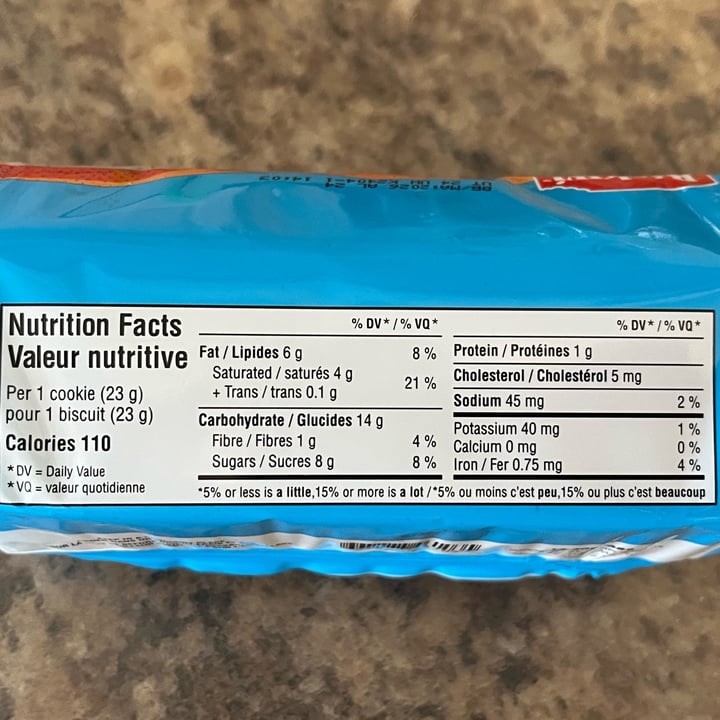 Nutrition Facts
Valeur nutritive
Per 1 cookie (23 g)
pour 1 biscuit (23 g)
Calories 110
*DV = Daily Value
*VQ = valeur quotidienne
% DV* / % VQ*
Fat / Lipides 6 g 8 %
Saturated / saturés 4 g
+ Trans / trans 0.1 g 21 %
Carbohydrate / Glucides 14 g
Fibre / Fibres 1 g 4 %
Sugars / Sucres 8 g 8 %
% DV* / % VQ*
Protein / Protéines 1 g
Cholesterol / Cholestérol 5 mg
Sodium 45 mg 2 %
Potassium 40 mg 1 %
Calcium 0 mg 0 %
Iron / Fer 0.75 mg 4 %
*5% or less is a little, 15% or more is a lot / *5% ou moins c'est peu, 15% ou plus c'est beaucoup